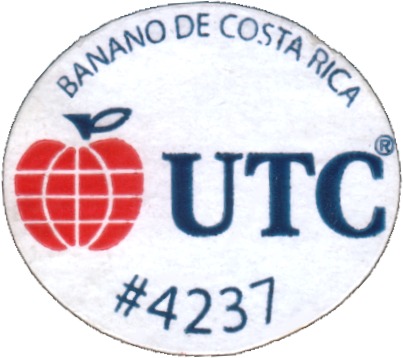 BANANO DE COSTA RICA
UTC®
#4237